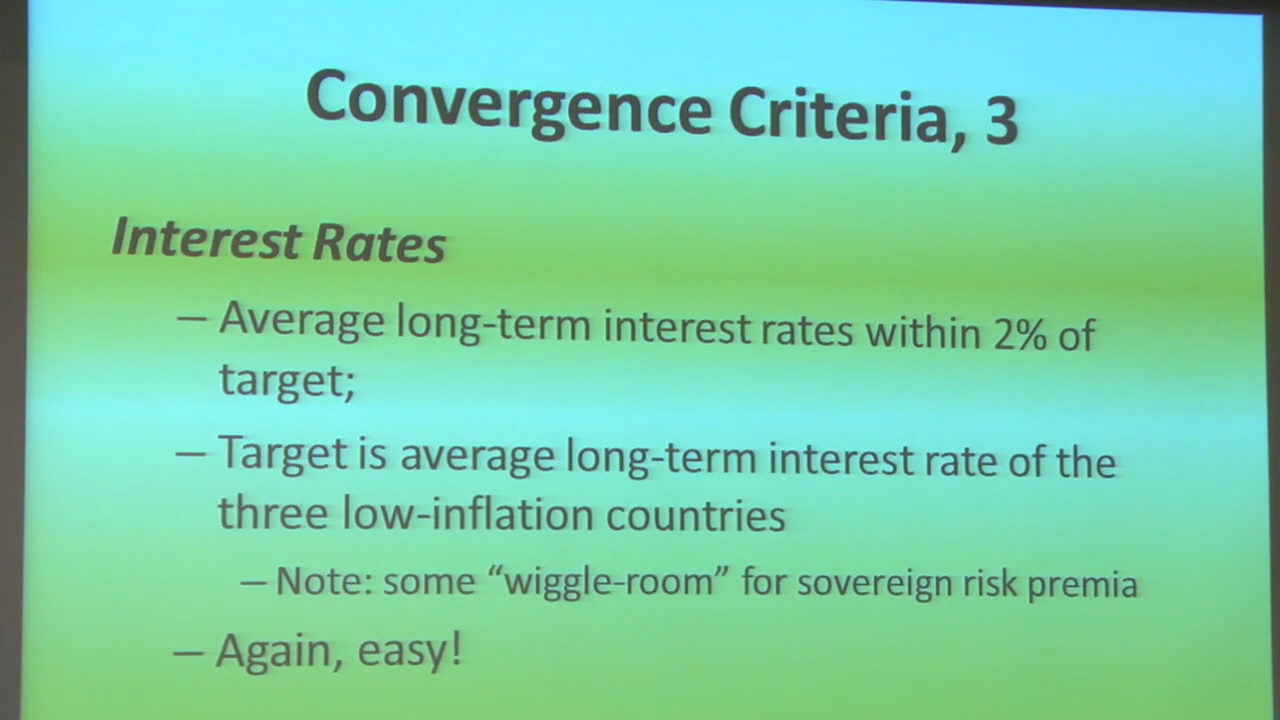 Convergence Criteria, 3
Interest Rates
– Average long-term interest rates within 2% of
target;
– Target is average long-term interest rate of the
three low-inflation countries
– Note: some “wiggle-room” for sovereign risk premia
– Again, easy!